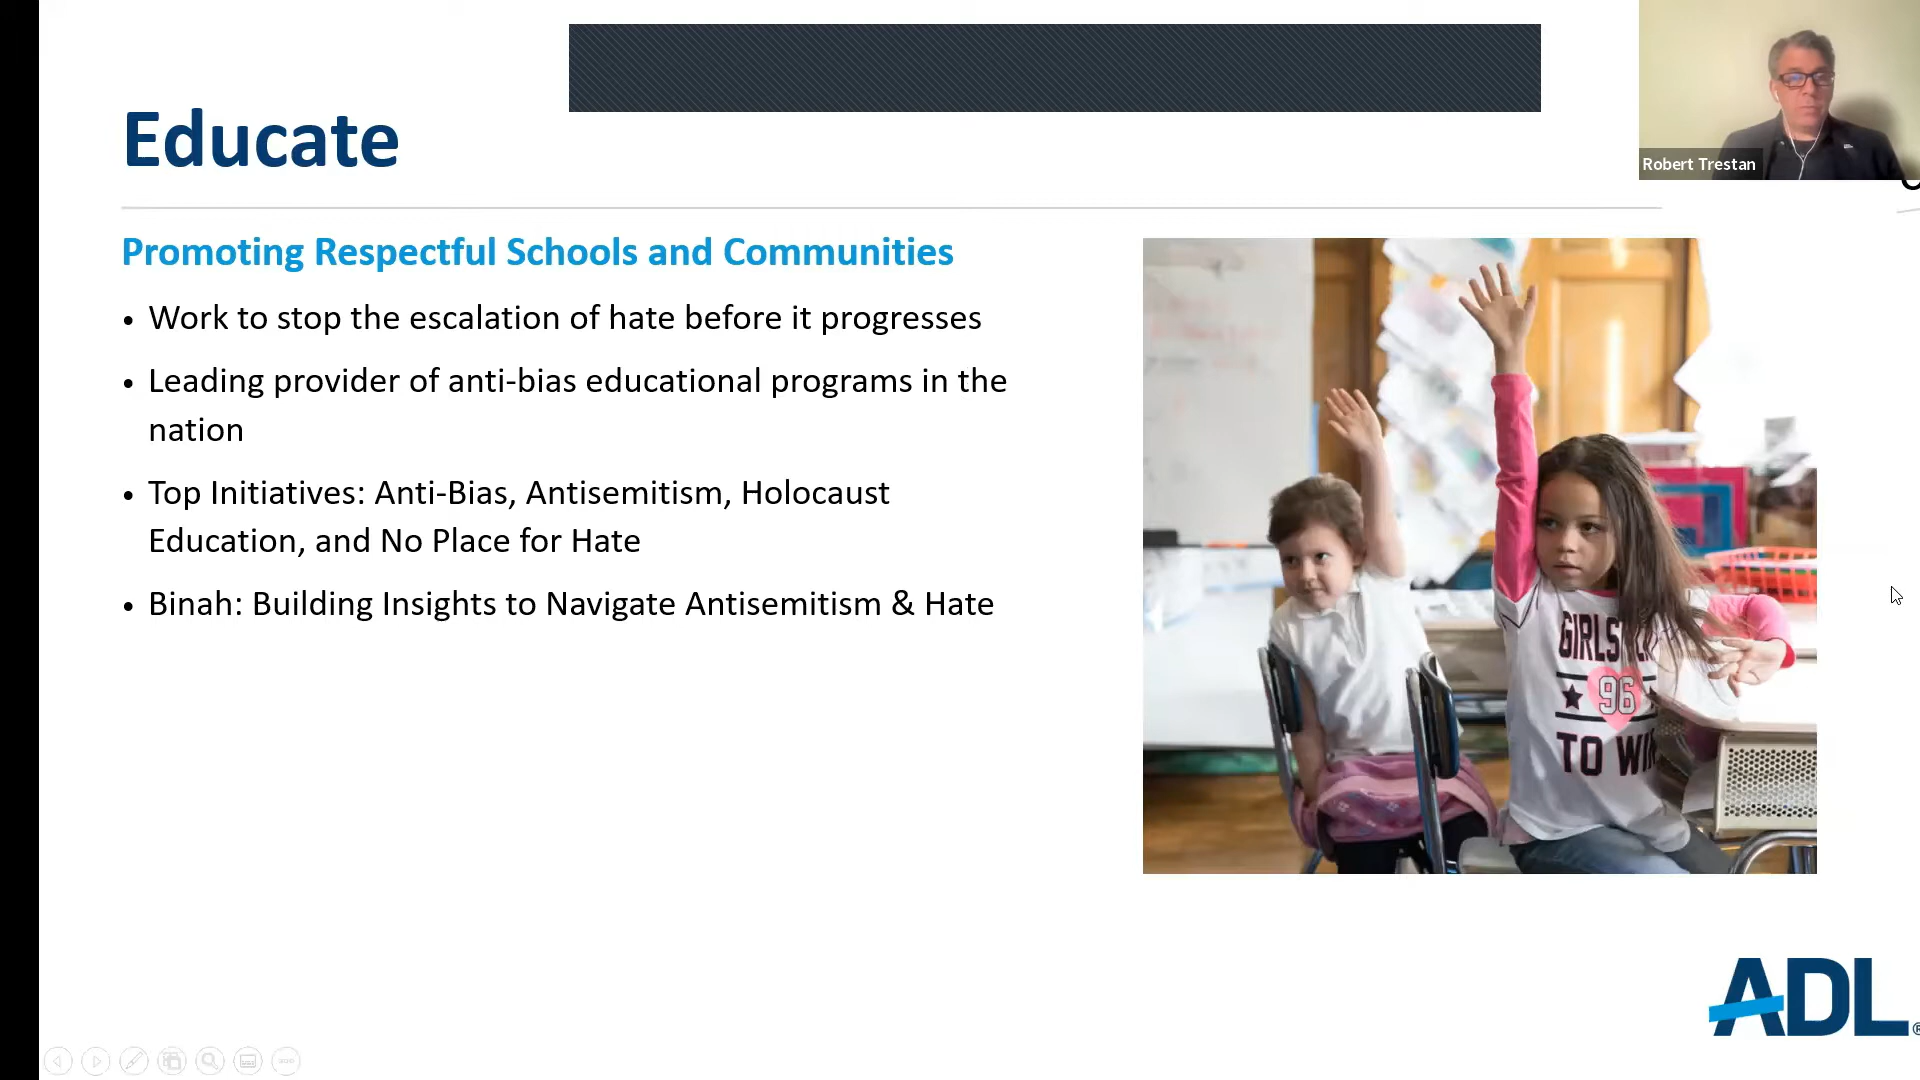 Educate
Robert Trestan
Promoting Respectful Schools and Communities
• Work to stop the escalation of hate before it progresses
• Leading provider of anti-bias educational programs in the
nation
• Top Initiatives: Anti-Bias, Antisemitism, Holocaust
Education, and No Place for Hate
• Binah: Building Insights to Navigate Antisemitism & Hate
GIRLS
96
TO WIN
ADL®